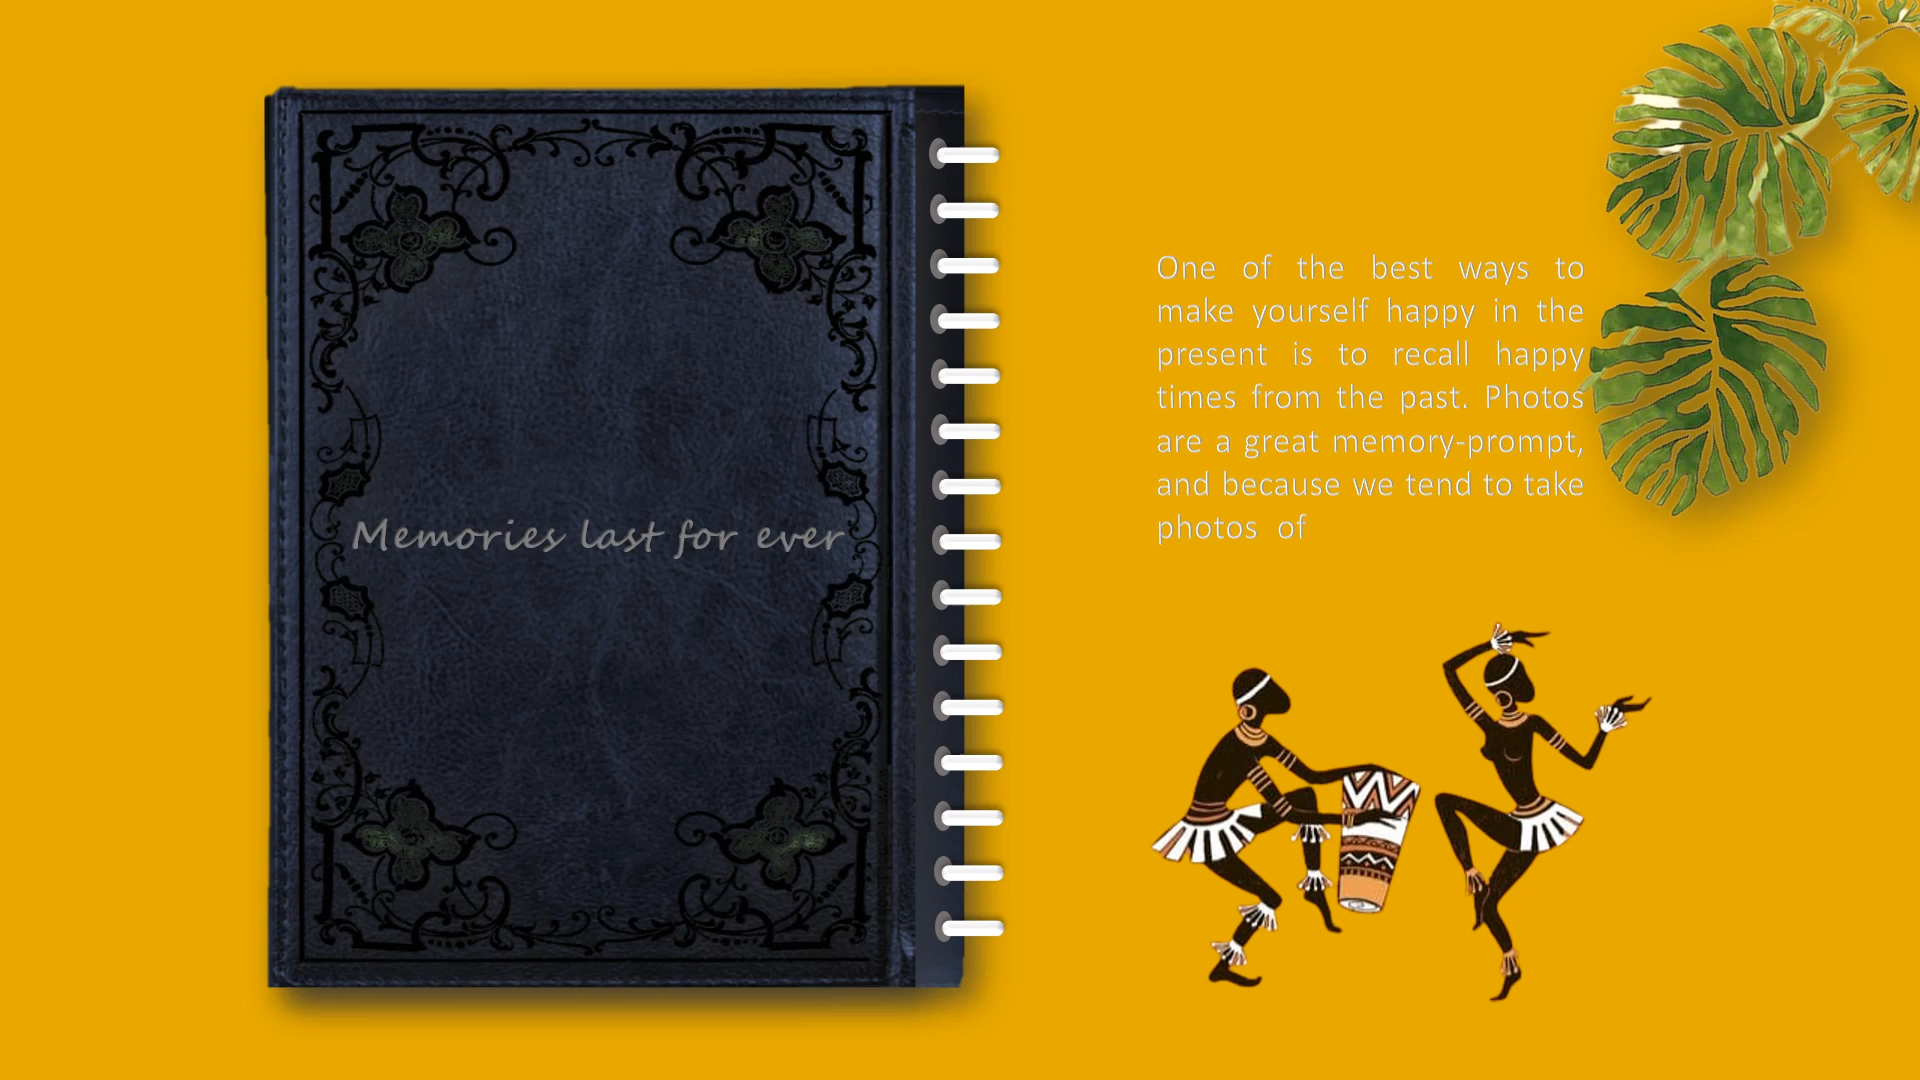 Memories last for ever
One of the best ways to
make yourself happy in the
present is to recall happy
times from the past. Photos
are a great memory-prompt,
and because we tend to take
photos of